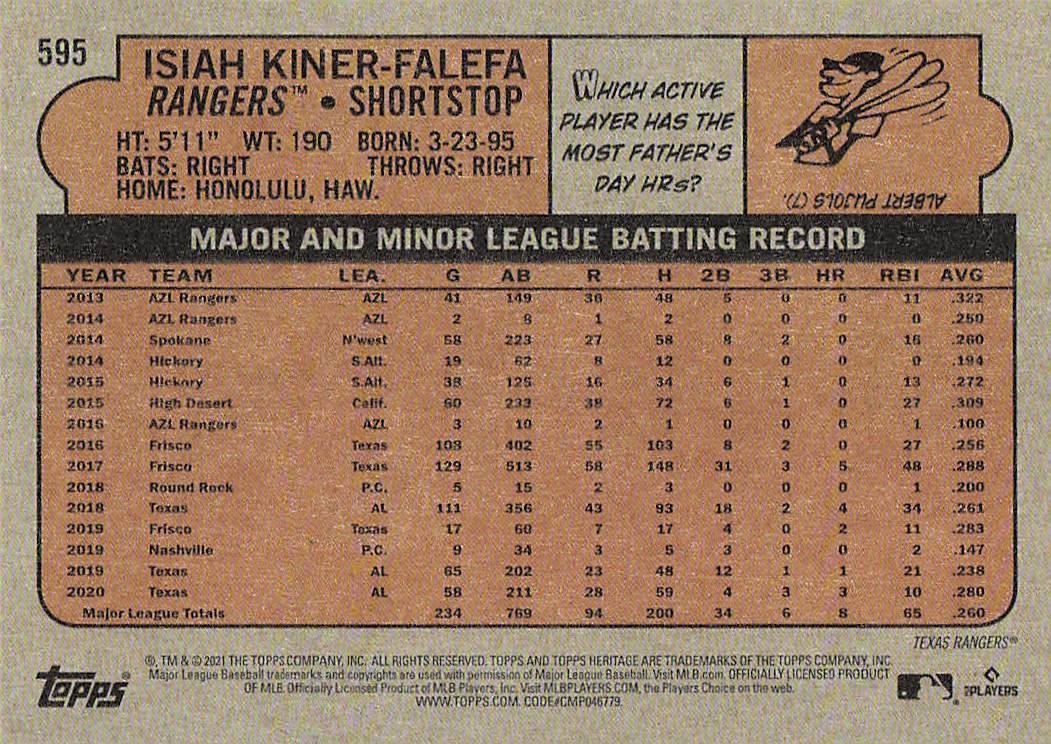 595
ISIAH KINER-FALEFA
RANGERS™ • SHORTSTOP
HT: 5'11" WT: 190 BORN: 3-23-95
BATS: RIGHT THROWS: RIGHT
HOME: HONOLULU, HAW.
WHICH ACTIVE
PLAYER HAS THE
MOST FATHER'S
DAY HRs?
ALBERT PUJOLS (7).
MAJOR AND MINOR LEAGUE BATTING RECORD
YEAR TEAM LEA. G AB R H 2B 3B HR RBI AVG
2013 AZL Rangers AZL 41 149 36 48 5 0 0 11 .322
2014 AZL Rangers AZL 2 8 1 2 0 0 0 0 .250
2014 Spokane N'west 58 223 27 58 8 2 0 16 .260
2014 Hickory S.Atl. 19 62 8 12 0 0 0 0 .194
2015 Hickory S.Atl. 38 125 16 34 6 1 0 13 .272
2015 High Desert Calif. 60 233 38 72 6 1 0 27 .309
2016 AZL Rangers AZL 3 10 2 1 0 0 0 1 .100
2016 Frisco Texas 103 402 55 103 8 2 0 27 .256
2017 Frisco Texas 129 513 58 148 31 3 5 48 .288
2018 Round Rock P.C. 5 15 2 3 0 0 0 1 .200
2018 Texas AL 111 356 43 93 18 2 4 34 .261
2019 Frisco Texas 17 60 7 17 4 0 2 11 .283
2019 Nashville P.C. 9 34 3 5 3 0 0 2 .147
2019 Texas AL 65 202 23 48 12 1 1 21 .238
2020 Texas AL 58 211 28 59 4 3 3 10 .280
Major League Totals 234 769 94 200 34 6 8 65 .260
TEXAS RANGERS®
®, TM & © 2021 THE TOPPS COMPANY, INC. ALL RIGHTS RESERVED. TOPPS AND TOPPS HERITAGE ARE TRADEMARKS OF THE TOPPS COMPANY, INC.
Major League Baseball trademarks and copyrights are used with permission of Major League Baseball. Visit MLB.com. OFFICIALLY LICENSED PRODUCT
OF MLB. Officially Licensed Product of MLB Players, Inc. Visit MLBPLAYERS.COM, the Players Choice on the web.
WWW.TOPPS.COM. CODE#CMP046779.
topps®
PLAYERS